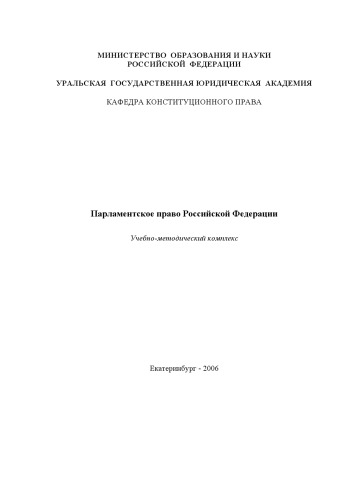 МИНИСТЕРСТВО ОБРАЗОВАНИЯ И НАУКИ
РОССИЙСКОЙ ФЕДЕРАЦИИ
УРАЛЬСКАЯ ГОСУДАРСТВЕННАЯ ЮРИДИЧЕСКАЯ АКАДЕМИЯ
КАФЕДРА КОНСТИТУЦИОННОГО ПРАВА
Парламентское право Российской Федерации
Учебно-методический комплекс
Екатеринбург - 2006